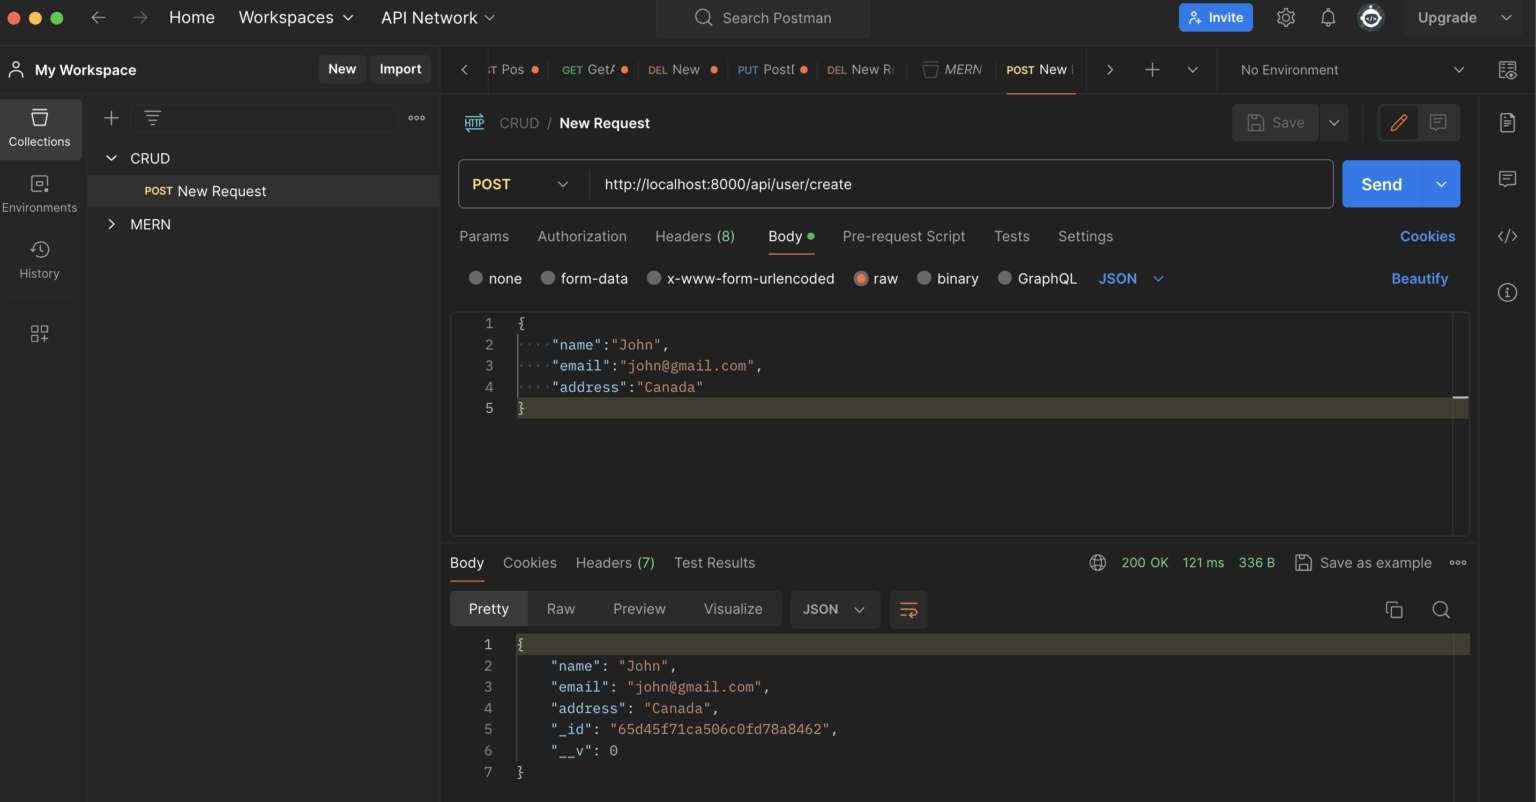 Home Workspaces API Network Search Postman Invite Upgrade
My Workspace New Import
ST Pos GET GetA DEL New DEL New R MERN POST New No Environment
PUT Post
Collections
Environments
History
CRUD
POST New Request
MERN
HTTP CRUD / New Request Save
POST http://localhost:8000/api/user/create Send
Params Authorization Headers (8) Body Pre-request Script Tests Settings Cookies
none form-data x-www-form-urlencoded raw binary GraphQL JSON Beautify
1 {
2 "name":"John",
3 "email":"john@gmail.com",
4 "address":"Canada"
5 }
Body Cookies Headers (7) Test Results 200 OK 121 ms 336 B Save as example
Pretty Raw Preview Visualize JSON
1 {
2 "name": "John",
3 "email": "john@gmail.com",
4 "address": "Canada",
5 "_id": "65d45f71ca506c0fd78a8462",
6 "__v": 0
7 }